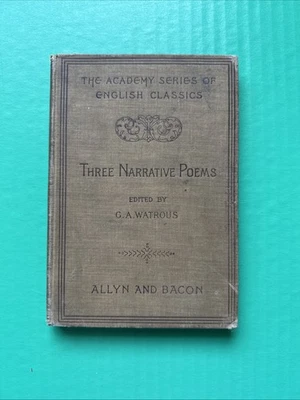 THE ACADEMY SERIES OF
ENGLISH CLASSICS
THREE NARRATIVE POEMS
EDITED BY
G. A. WATROUS
ALLYN AND BACON